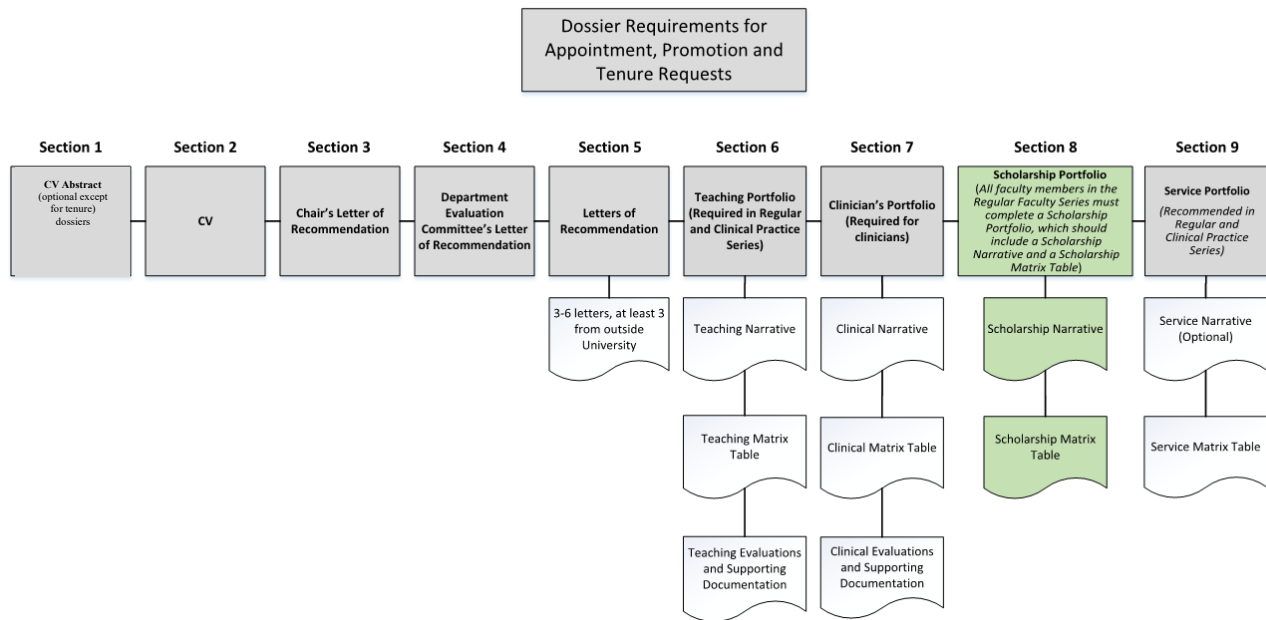 Dossier Requirements for
Appointment, Promotion and
Tenure Requests
Section 1
Section 2
Section 3
Section 4
Section 5
Section 6
Section 7
Section 8
Section 9
CV Abstract
(optional except
for tenure)
dossiers
CV
Chair's Letter of
Recommendation
Department
Evaluation
Committee's Letter
of Recommendation
Letters of
Recommendation
Teaching Portfolio
(Required in Regular
and Clinical Practice
Series)
Clinician's Portfolio
(Required for
clinicians)
Scholarship Portfolio
(All faculty members in the
Regular Faculty Series must
complete a Scholarship
Portfolio, which should
include a Scholarship
Narrative and a Scholarship
Matrix Table)
Service Portfolio
(Recommended in
Regular and
Clinical Practice
Series)
3-6 letters, at least 3
from outside
University
Teaching Narrative
Clinical Narrative
Scholarship Narrative
Service Narrative
(Optional)
Teaching Matrix
Table
Clinical Matrix Table
Scholarship Matrix
Table
Service Matrix Table
Teaching Evaluations
and Supporting
Documentation
Clinical Evaluations
and Supporting
Documentation